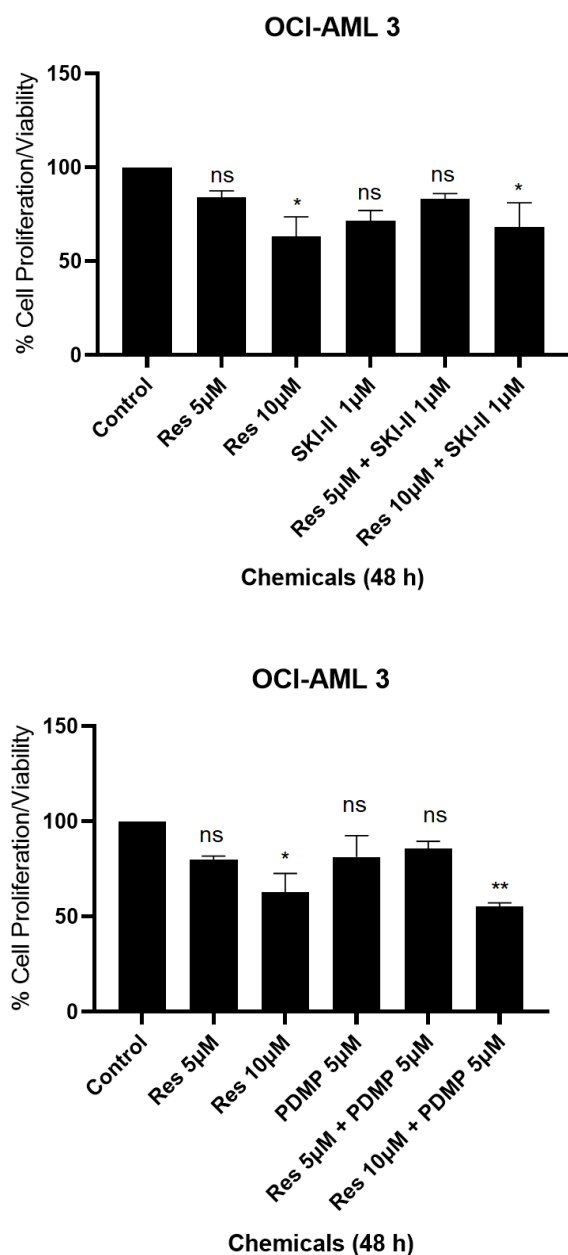 OCI-AML 3
% Cell Proliferation/Viability
150
100
50
0
ns
*
ns
ns
*
Control
Res 5µM
Res 10µM
SKI-II 1µM
Res 5µM + SKI-II 1µM
Res 10µM + SKI-II 1µM
Chemicals (48 h)
OCI-AML 3
% Cell Proliferation/Viability
150
100
50
0
ns
*
ns
ns
**
Control
Res 5µM
Res 10µM
PDMP 5µM
Res 5µM + PDMP 5µM
Res 10µM + PDMP 5µM
Chemicals (48 h)